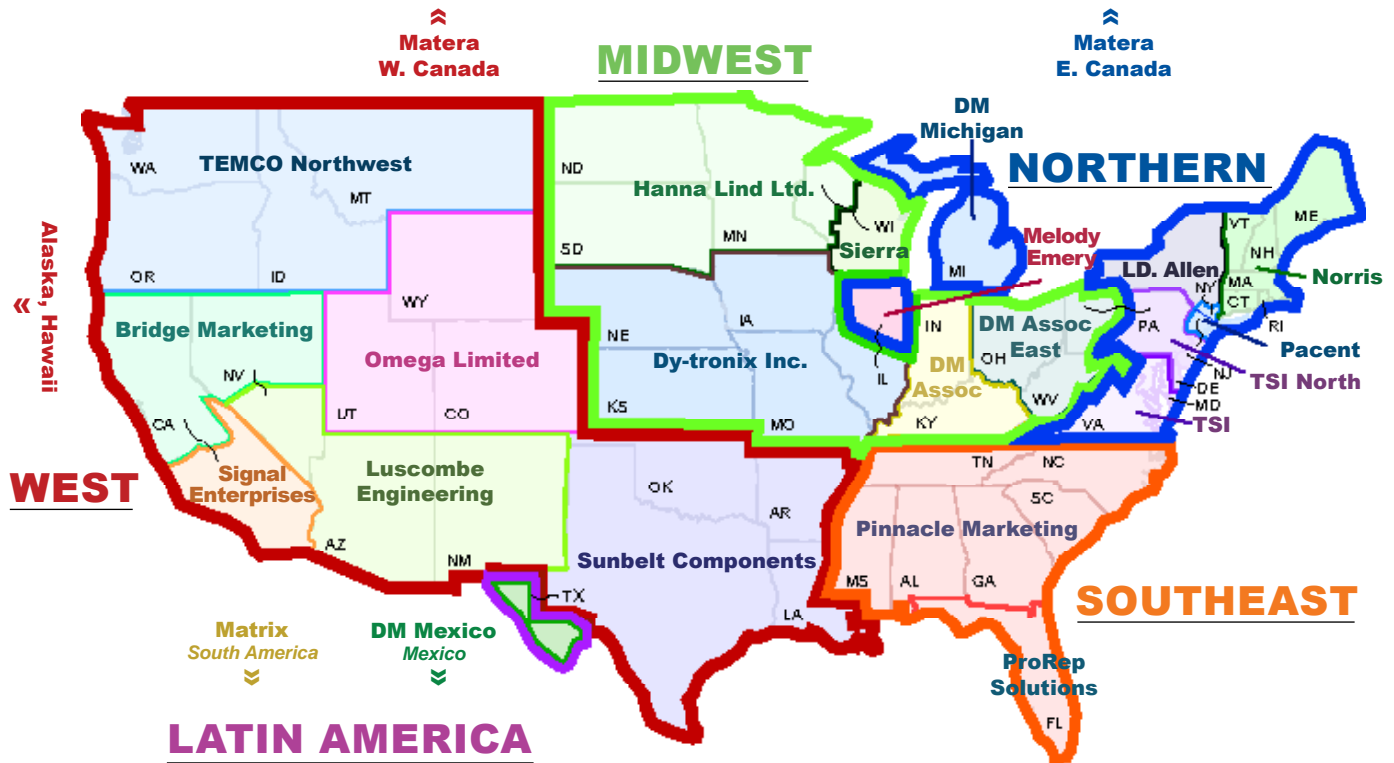 Matera
W. Canada
MIDWEST
Matera
E. Canada
DM
Michigan
NORTHERN
WA
TEMCO Northwest
MT
OR
ID
ND
Hanna Lind Ltd.
SD
MN
WI
Sierra
MI
Melody
Emery
LD. Allen
NY
VT
ME
NH
MA
CT
RI
Norris
Alaska, Hawaii
Bridge Marketing
NV
CA
WY
Omega Limited
UT
CO
NE
IA
Dy-tronix Inc.
KS
MO
IL
IN
DM
Assoc
KY
DM Assoc
East
OH
WV
PA
Pacent
NJ
TSI North
DE
MD
TSI
VA
WEST
Signal
Enterprises
Luscombe
Engineering
AZ
NM
OK
AR
Sunbelt Components
TX
LA
TN
NC
SC
Pinnacle Marketing
MS
AL
GA
SOUTHEAST
ProRep
Solutions
FL
Matrix
South America
DM Mexico
Mexico
LATIN AMERICA